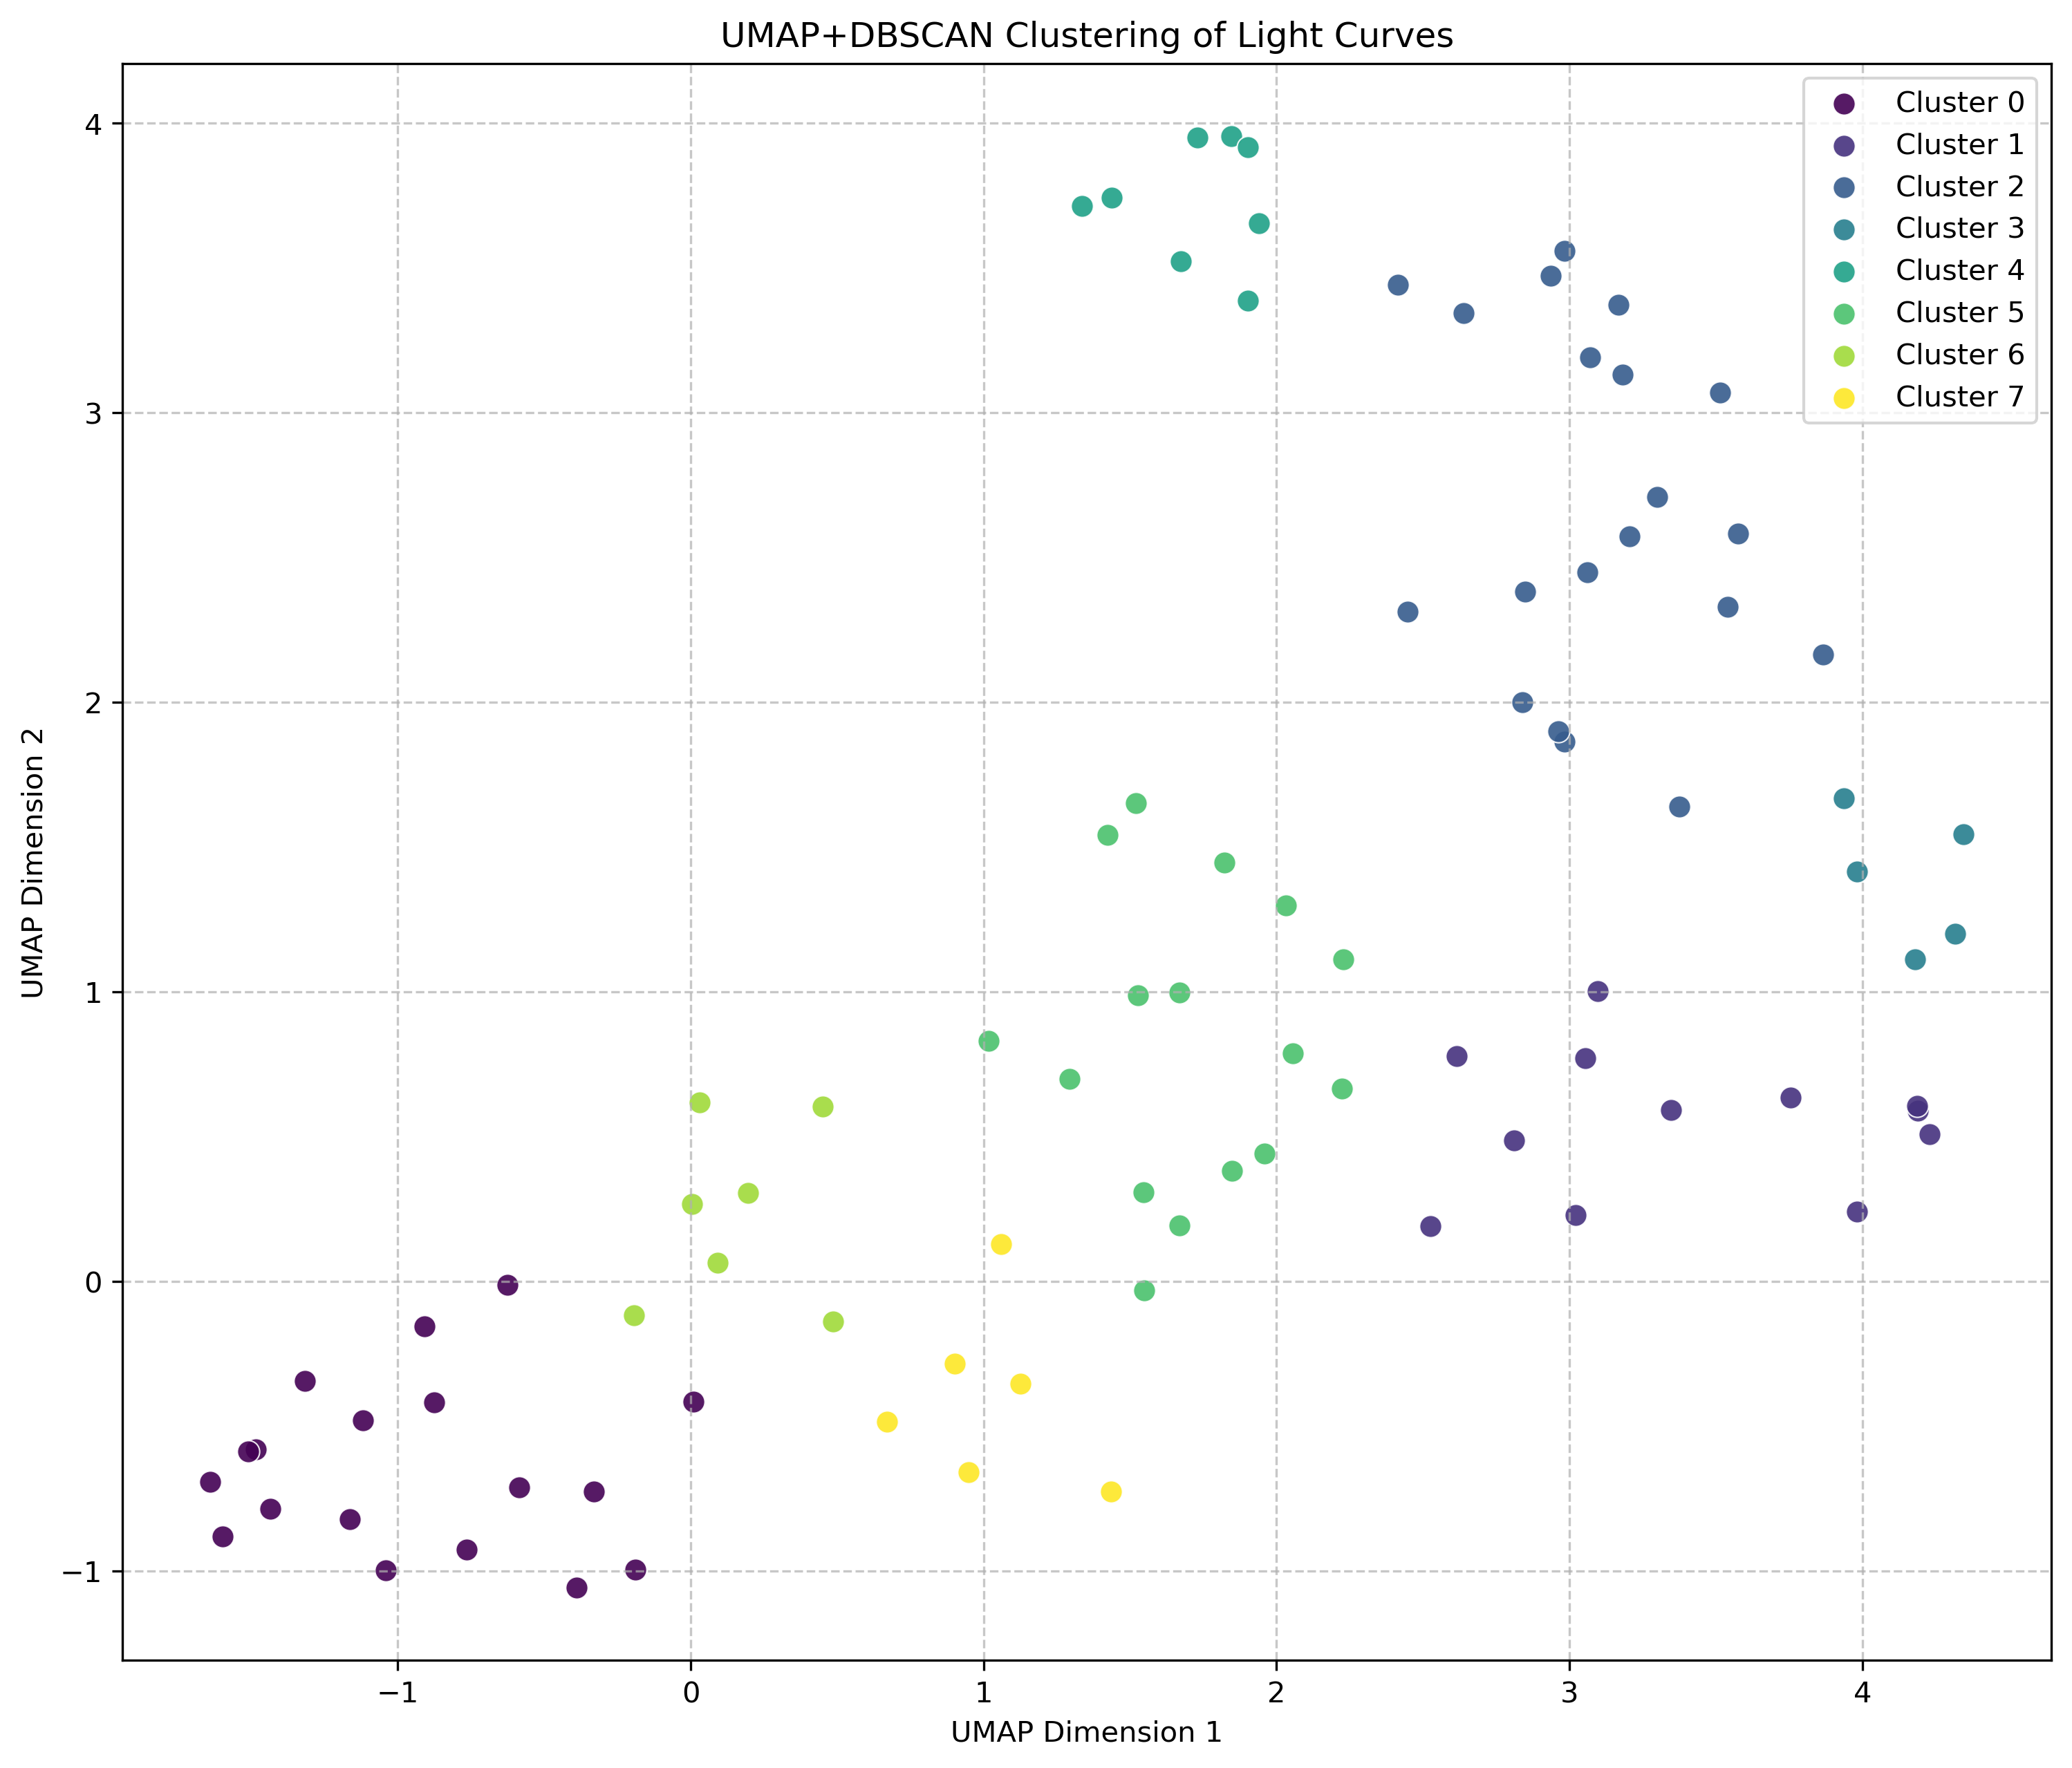 UMAP+DBSCAN Clustering of Light Curves
Cluster 0
Cluster 1
Cluster 2
Cluster 3
Cluster 4
Cluster 5
Cluster 6
Cluster 7
4
3
2
1
0
−1
UMAP Dimension 2
−1 0 1 2 3 4
UMAP Dimension 1